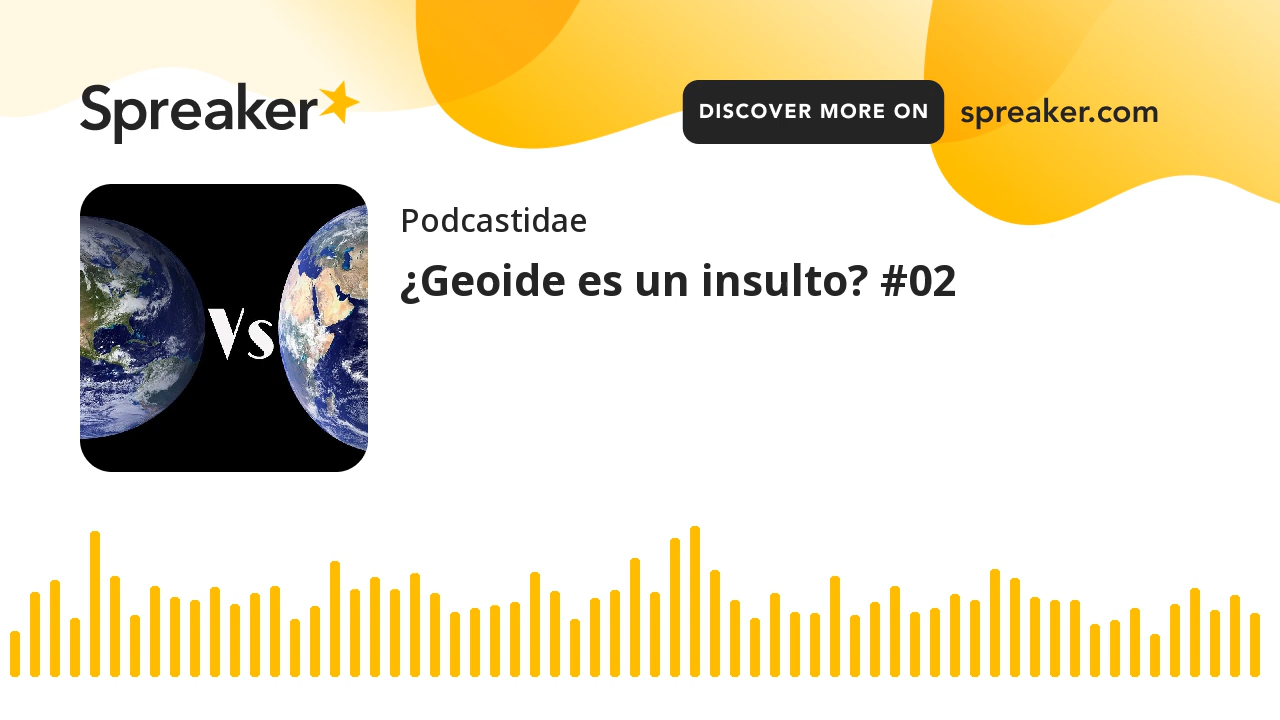 Spreaker
DISCOVER MORE ON spreaker.com
Podcastidae
¿Geoide es un insulto? #02
Vs